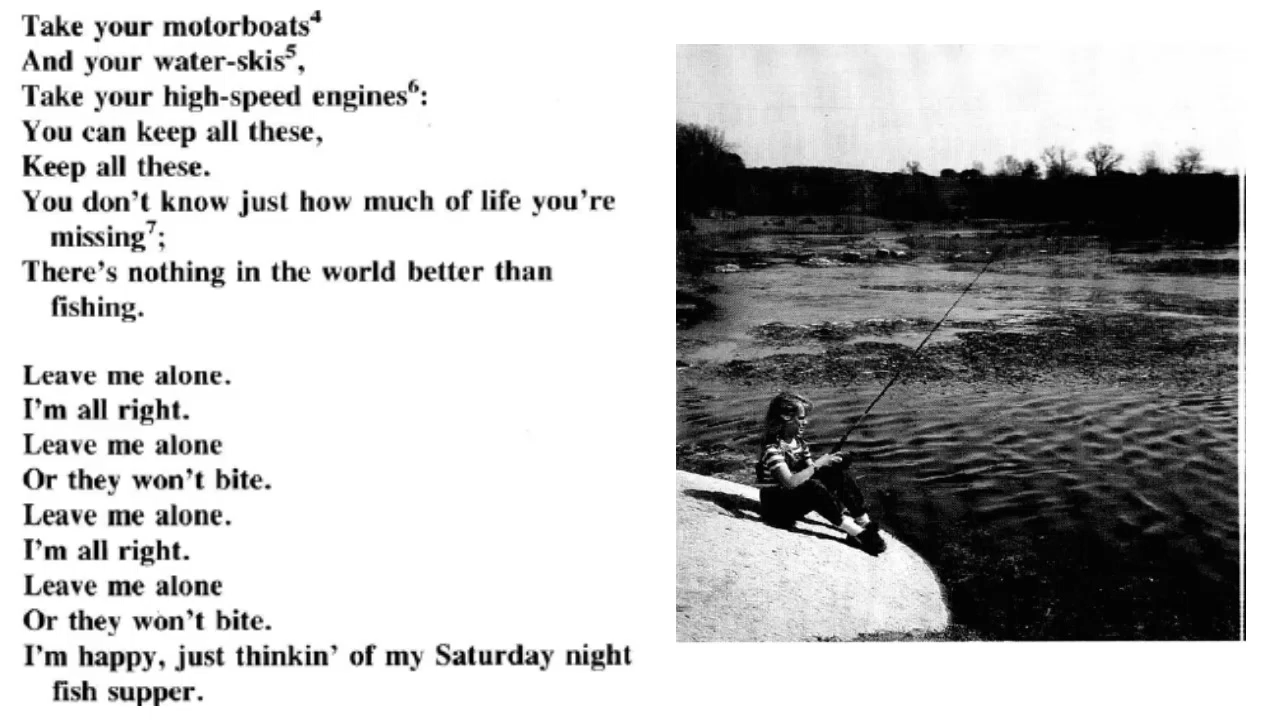 Take your motorboats⁴
And your water-skis⁵,
Take your high-speed engines⁶:
You can keep all these,
Keep all these.
You don't know just how much of life you're
missing⁷;
There's nothing in the world better than
fishing.
Leave me alone.
I'm all right.
Leave me alone
Or they won't bite.
Leave me alone.
I'm all right.
Leave me alone
Or they won't bite.
I'm happy, just thinkin' of my Saturday night
fish supper.